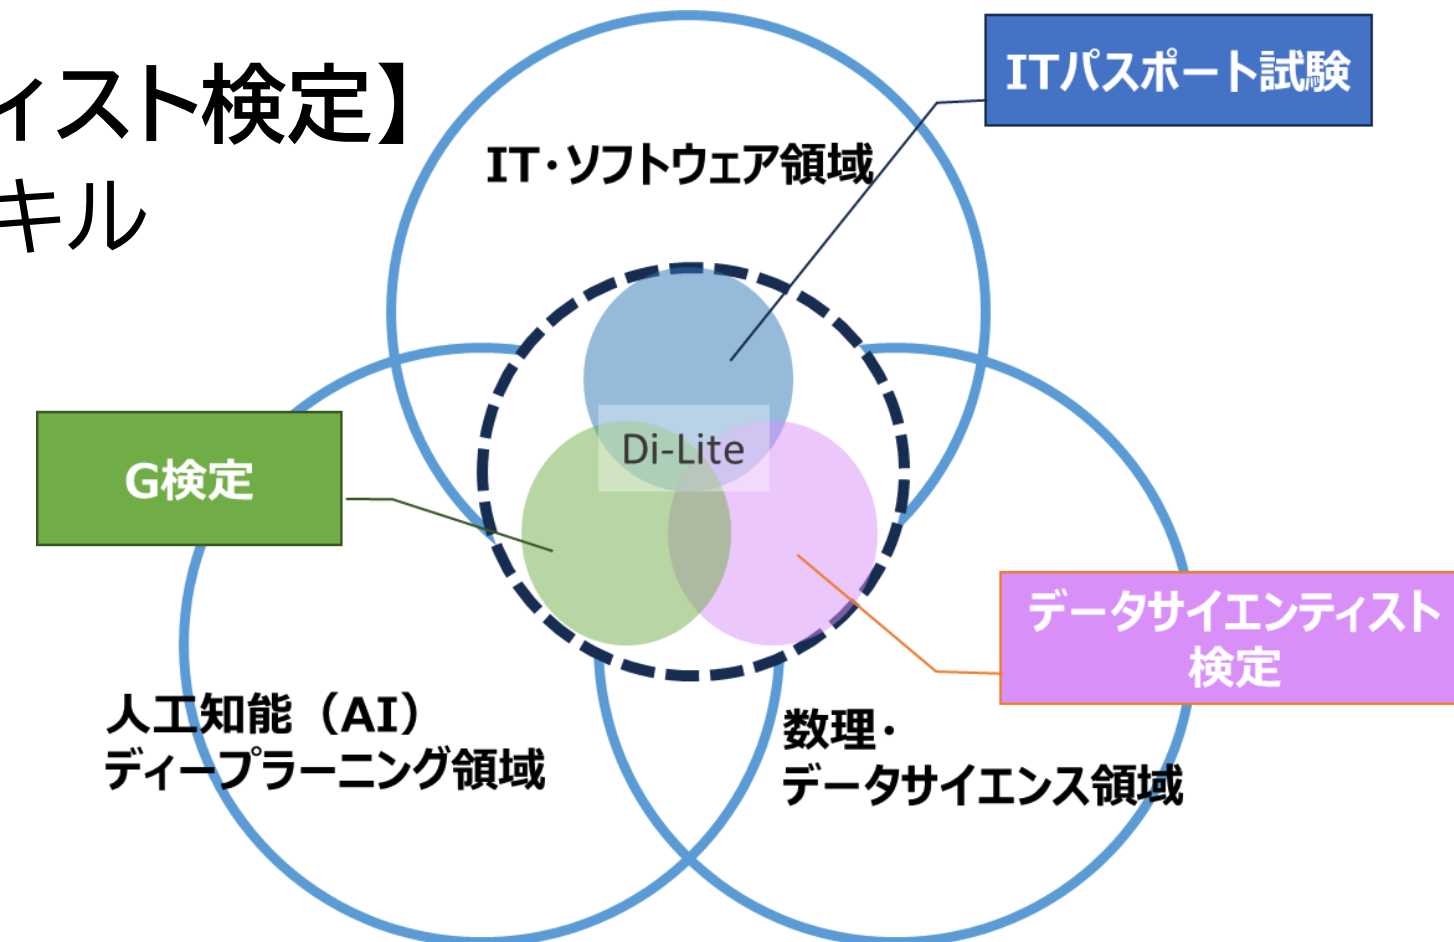 ィスト検定】
キル
ITパスポート試験
IT・ソフトウェア領域
Di-Lite
G検定
データサイエンティスト
検定
人工知能（AI）
ディープラーニング領域
数理・
データサイエンス領域